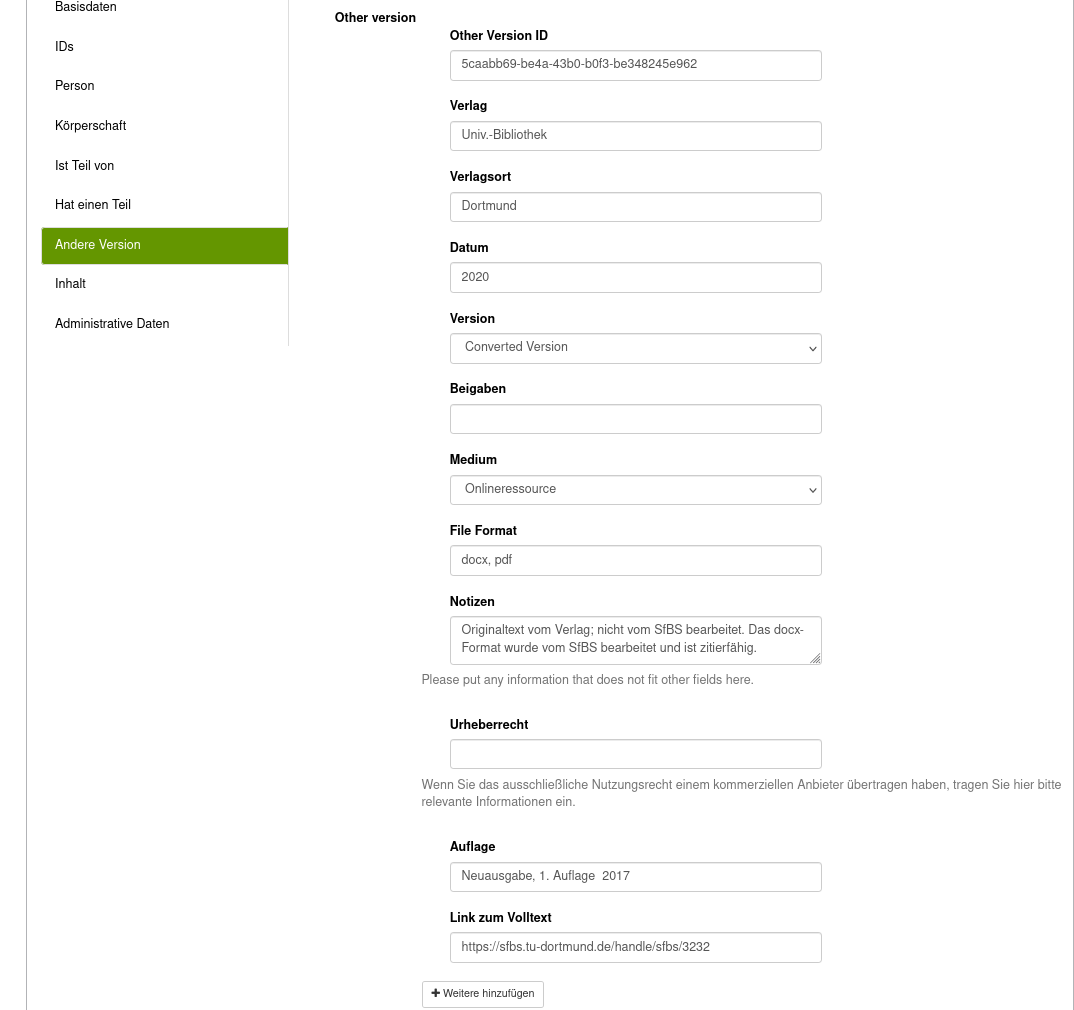 Basisdaten
IDs
Person
Körperschaft
Ist Teil von
Hat einen Teil
Andere Version
Inhalt
Administrative Daten
Other version
Other Version ID
5caabb69-be4a-43b0-b0f3-be348245e962
Verlag
Univ.-Bibliothek
Verlagsort
Dortmund
Datum
2020
Version
Converted Version
Beigaben
Medium
Onlineressource
File Format
docx, pdf
Notizen
Originaltext vom Verlag; nicht vom SfBS bearbeitet. Das docx-
Format wurde vom SfBS bearbeitet und ist zitierfähig.
Please put any information that does not fit other fields here.
Urheberrecht
Wenn Sie das ausschließliche Nutzungsrecht einem kommerziellen Anbieter übertragen haben, tragen Sie hier bitte
relevante Informationen ein.
Auflage
Neuausgabe, 1. Auflage  2017
Link zum Volltext
https://sfbs.tu-dortmund.de/handle/sfbs/3232
+ Weitere hinzufügen